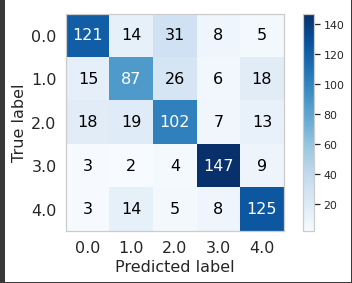 0.0 121 14 31 8 5
1.0 15 87 26 6 18
2.0 18 19 102 7 13
3.0 3 2 4 147 9
4.0 3 14 5 8 125
0.0 1.0 2.0 3.0 4.0
True label
Predicted label
140
120
100
80
60
40
20